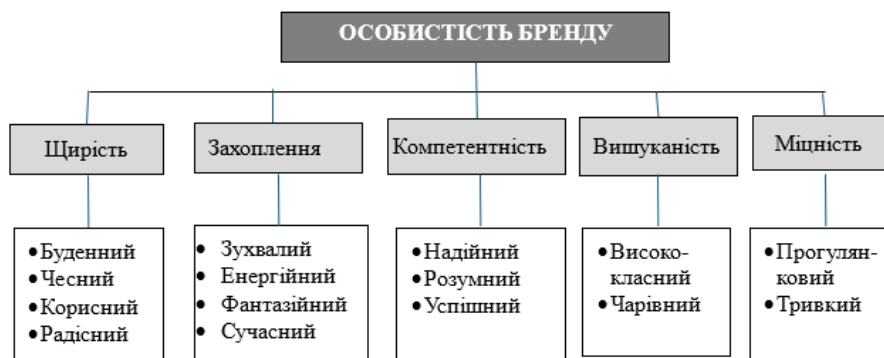 ОСОБИСТІСТЬ БРЕНДУ
Щирість
Захоплення
Компетентність
Вишуканість
Міцність
•Буденний
•Чесний
•Корисний
•Радісний
• Зухвалий
• Енергійний
• Фантазійний
• Сучасний
•Надійний
•Розумний
•Успішний
•Високо-
класний
•Чарівний
•Прогулян-
ковий
•Тривкий